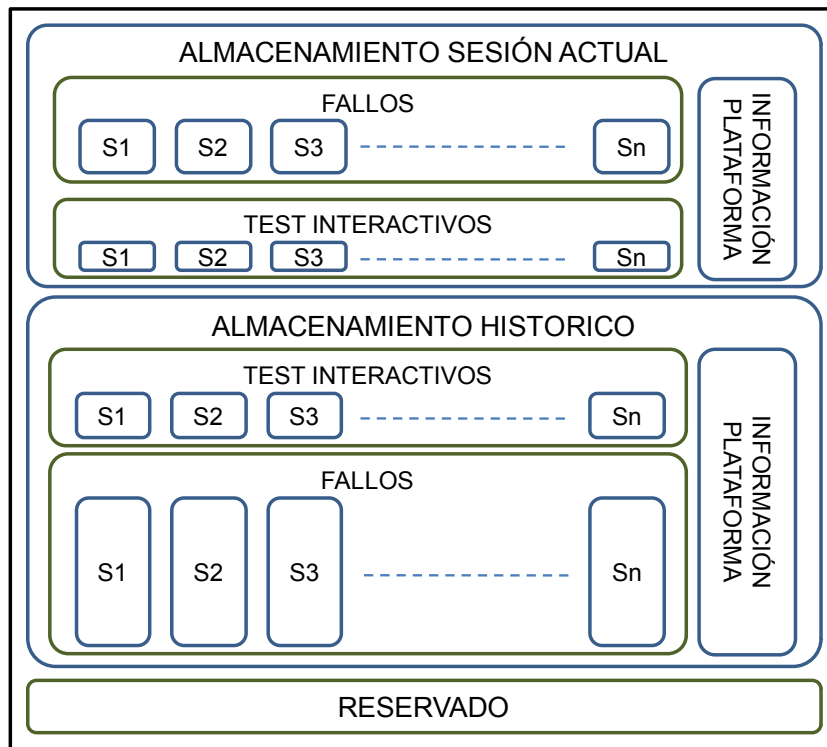 ALMACENAMIENTO SESIÓN ACTUAL
FALLOS
S1 S2 S3 Sn
TEST INTERACTIVOS
S1 S2 S3 Sn
INFORMACIÓN
PLATAFORMA
ALMACENAMIENTO HISTORICO
TEST INTERACTIVOS
S1 S2 S3 Sn
FALLOS
S1 S2 S3 Sn
INFORMACIÓN
PLATAFORMA
RESERVADO